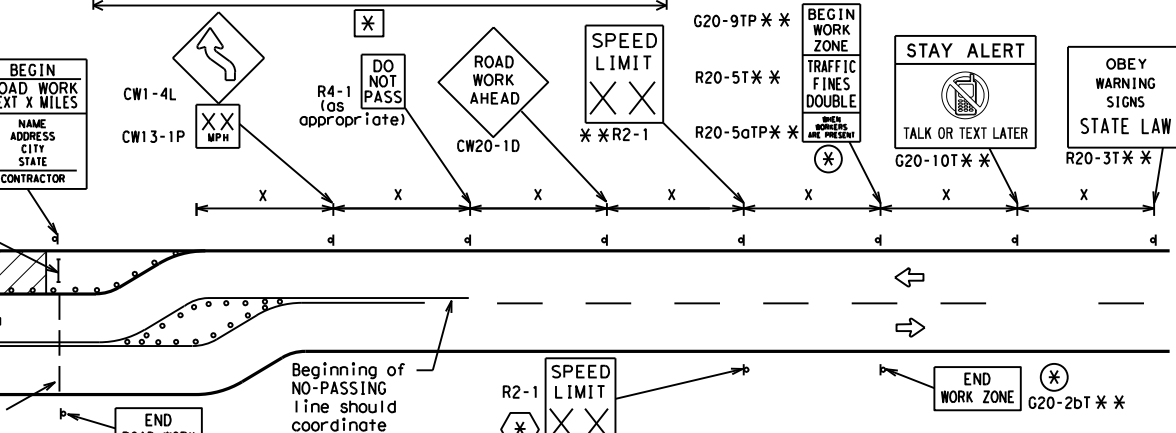 BEGIN
ROAD WORK
NEXT X MILES
NAME
ADDRESS
CITY
STATE
CONTRACTOR
CW1-4L
CW13-1P
XX
MPH
*
R4-1
(as
appropriate)
DO
NOT
PASS
ROAD
WORK
AHEAD
CW20-1D
SPEED
LIMIT
X X
* *R2-1
G20-9TP* *
R20-5T* *
R20-5aTP* *
BEGIN
WORK
ZONE
TRAFFIC
FINES
DOUBLE
WHEN
WORKERS
ARE PRESENT
*
STAY ALERT
TALK OR TEXT LATER
G20-10T* *
OBEY
WARNING
SIGNS
STATE LAW
R20-3T* *
X X X X X X X
Beginning of
NO-PASSING
line should
coordinate
R2-1
*
SPEED
LIMIT
X X
END
WORK ZONE
*
G20-2bT * *
END
ROAD WORK